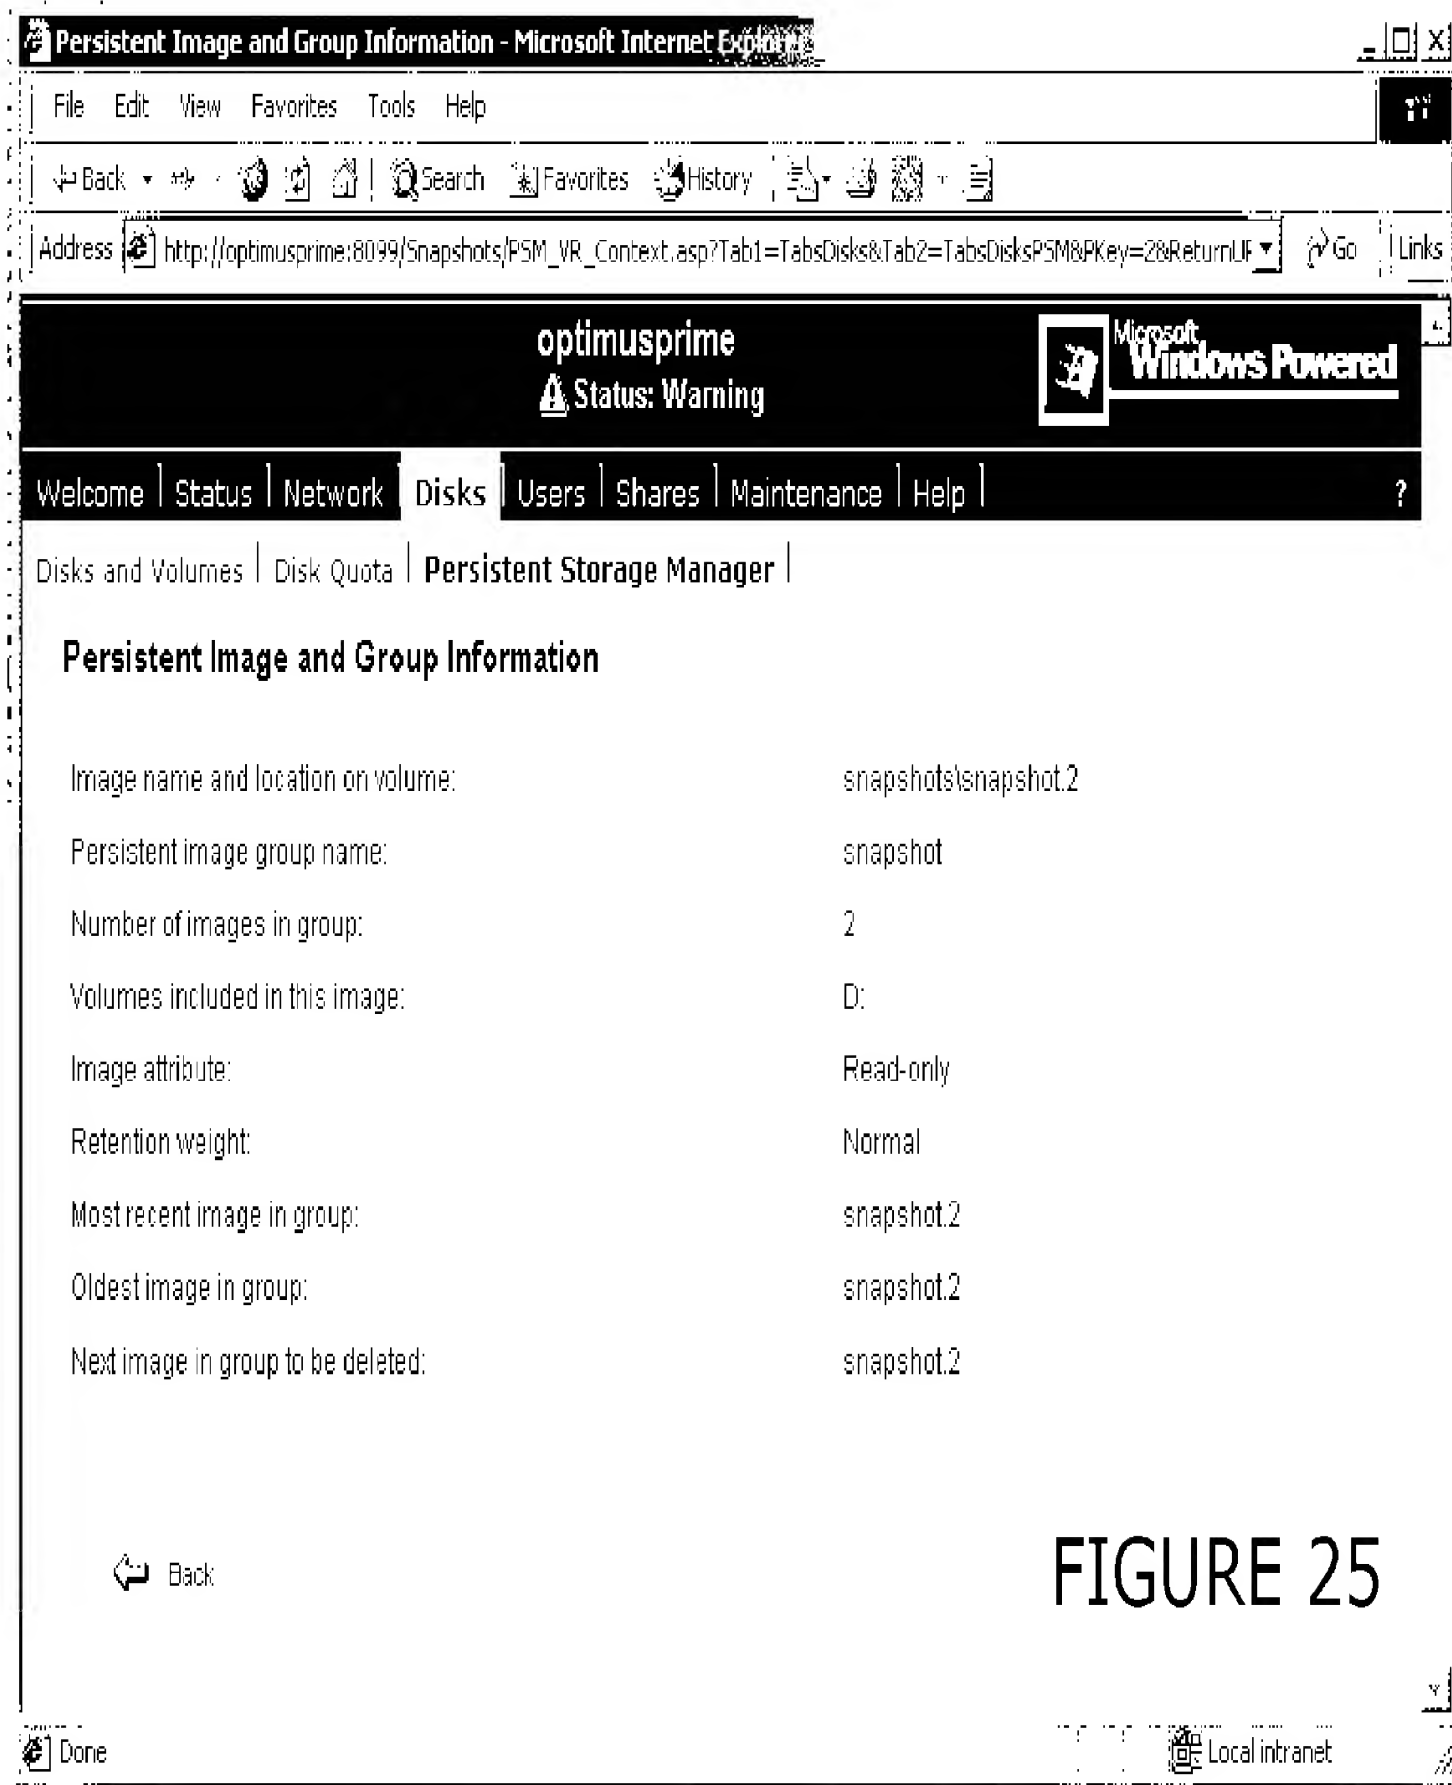 Persistent Image and Group Information - Microsoft Internet Explorer
File Edit View Favorites Tools Help
Back Search Favorites History
Address http://optimusprime:8099/Snapshots/PSM_VR_Context.asp?Tab1=TabsDisks&Tab2=TabsDisksPSM&PKey=2&ReturnUR Go Links
optimusprime
Status: Warning
Microsoft
Windows Powered
Welcome | Status | Network | Disks | Users | Shares | Maintenance | Help | ?
Disks and Volumes | Disk Quota | Persistent Storage Manager |
Persistent Image and Group Information
Image name and location on volume: snapshots\snapshot.2
Persistent image group name: snapshot
Number of images in group: 2
Volumes included in this image: D:
Image attribute: Read-only
Retention weight: Normal
Most recent image in group: snapshot.2
Oldest image in group: snapshot.2
Next image in group to be deleted: snapshot.2
Back
FIGURE 25
Done Local intranet